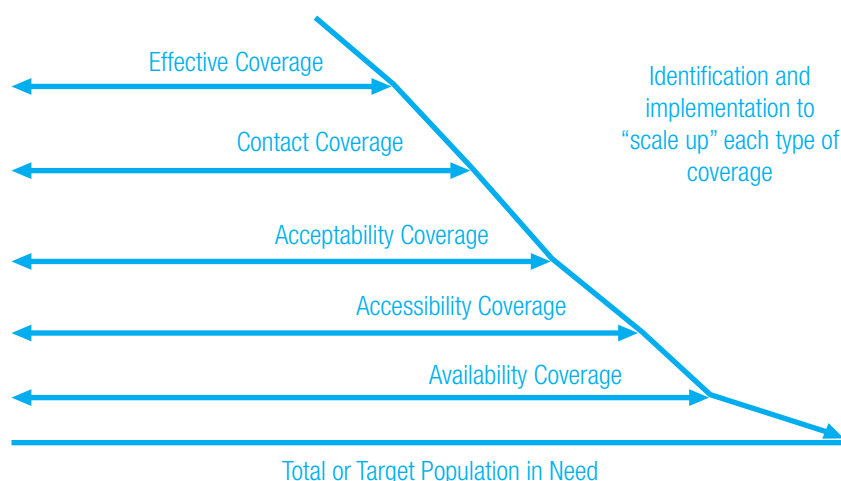 Effective Coverage
Identification and
implementation to
“scale up” each type of
coverage
Contact Coverage
Acceptability Coverage
Accessibility Coverage
Availability Coverage
Total or Target Population in Need